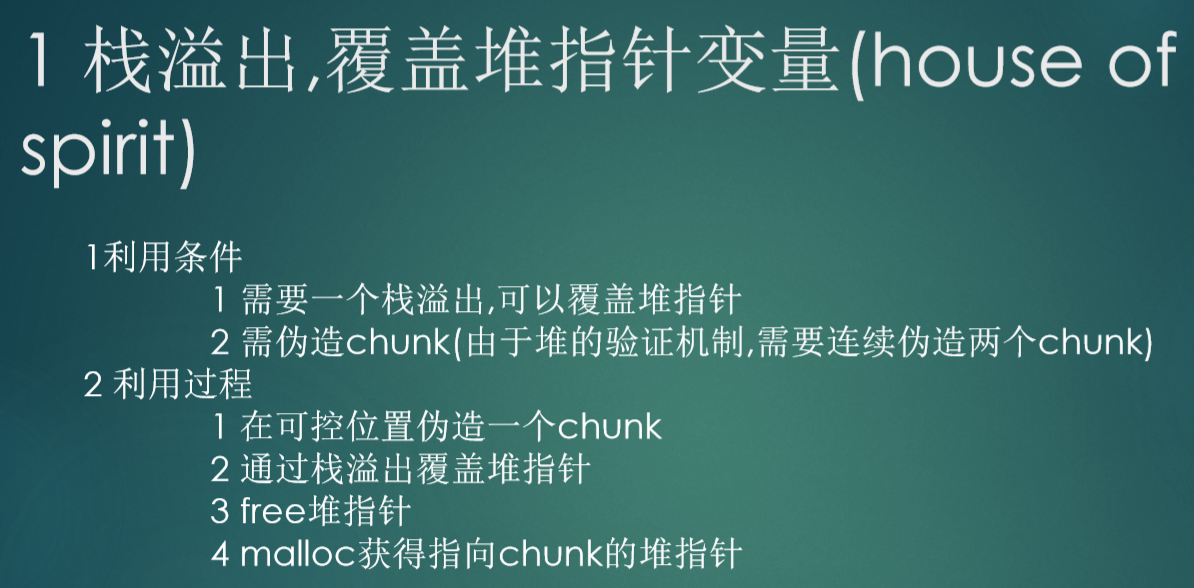 1 栈溢出,覆盖堆指针变量(house of
spirit)
1利用条件
1 需要一个栈溢出,可以覆盖堆指针
2 需伪造chunk(由于堆的验证机制,需要连续伪造两个chunk)
2 利用过程
1 在可控位置伪造一个chunk
2 通过栈溢出覆盖堆指针
3 free堆指针
4 malloc获得指向chunk的堆指针